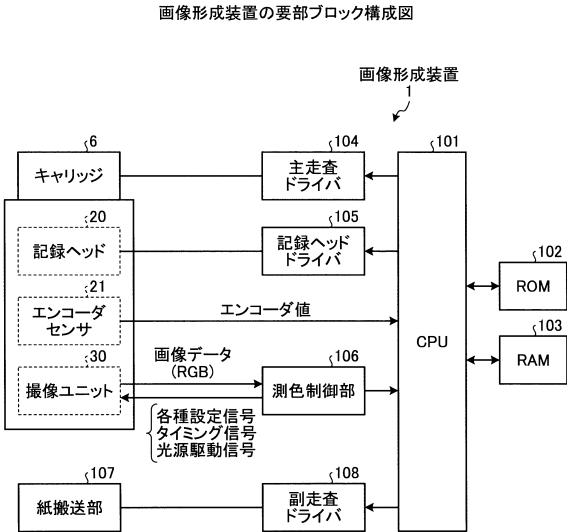 画像形成装置の要部ブロック構成図
画像形成装置
1
6
キャリッジ
104
主走査
ドライバ
101
CPU
20
記録ヘッド
105
記録ヘッド
ドライバ
102
ROM
21
エンコーダ
センサ
エンコーダ値
103
RAM
30
撮像ユニット
画像データ
(RGB)
106
測色制御部
各種設定信号
タイミング信号
光源駆動信号
107
紙搬送部
108
副走査
ドライバ